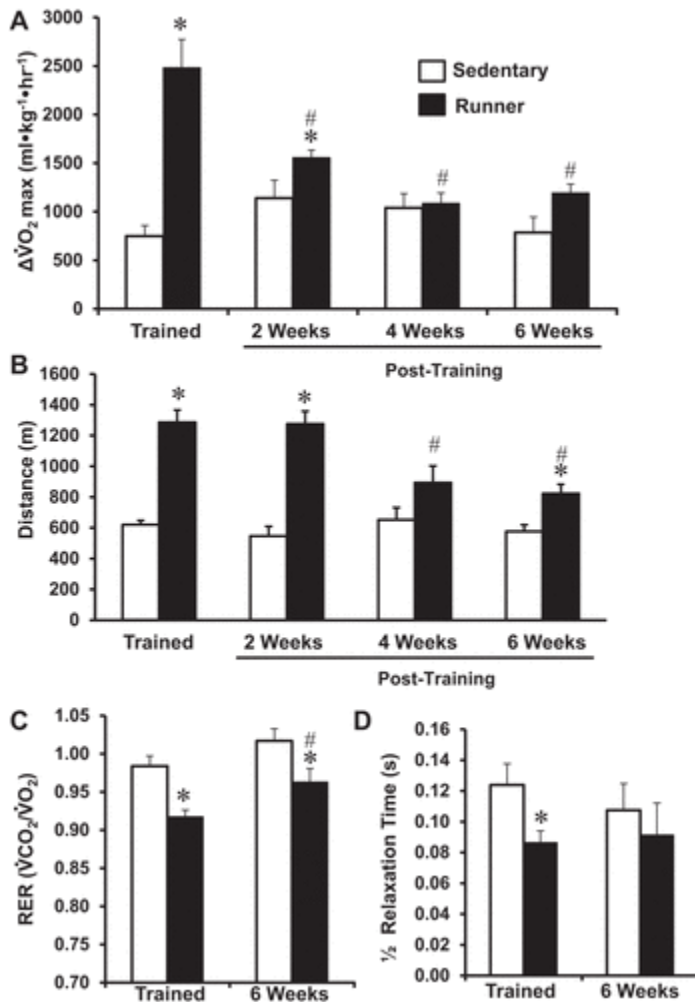 A
3000
2500
2000
1500
1000
500
0
ΔV̇O₂ max (ml•kg⁻¹•hr⁻¹)
Sedentary
Runner
*
#
*
#
#
Trained
2 Weeks
4 Weeks
6 Weeks
Post-Training
B
1600
1400
1200
1000
800
600
400
200
0
Distance (m)
*
*
#
#
*
Trained
2 Weeks
4 Weeks
6 Weeks
Post-Training
C
1.05
1.00
0.95
0.90
0.85
0.80
0.75
0.70
RER (V̇CO₂/V̇O₂)
*
#
*
Trained
6 Weeks
D
0.16
0.14
0.12
0.10
0.08
0.06
0.04
0.02
0.00
½ Relaxation Time (s)
*
Trained
6 Weeks